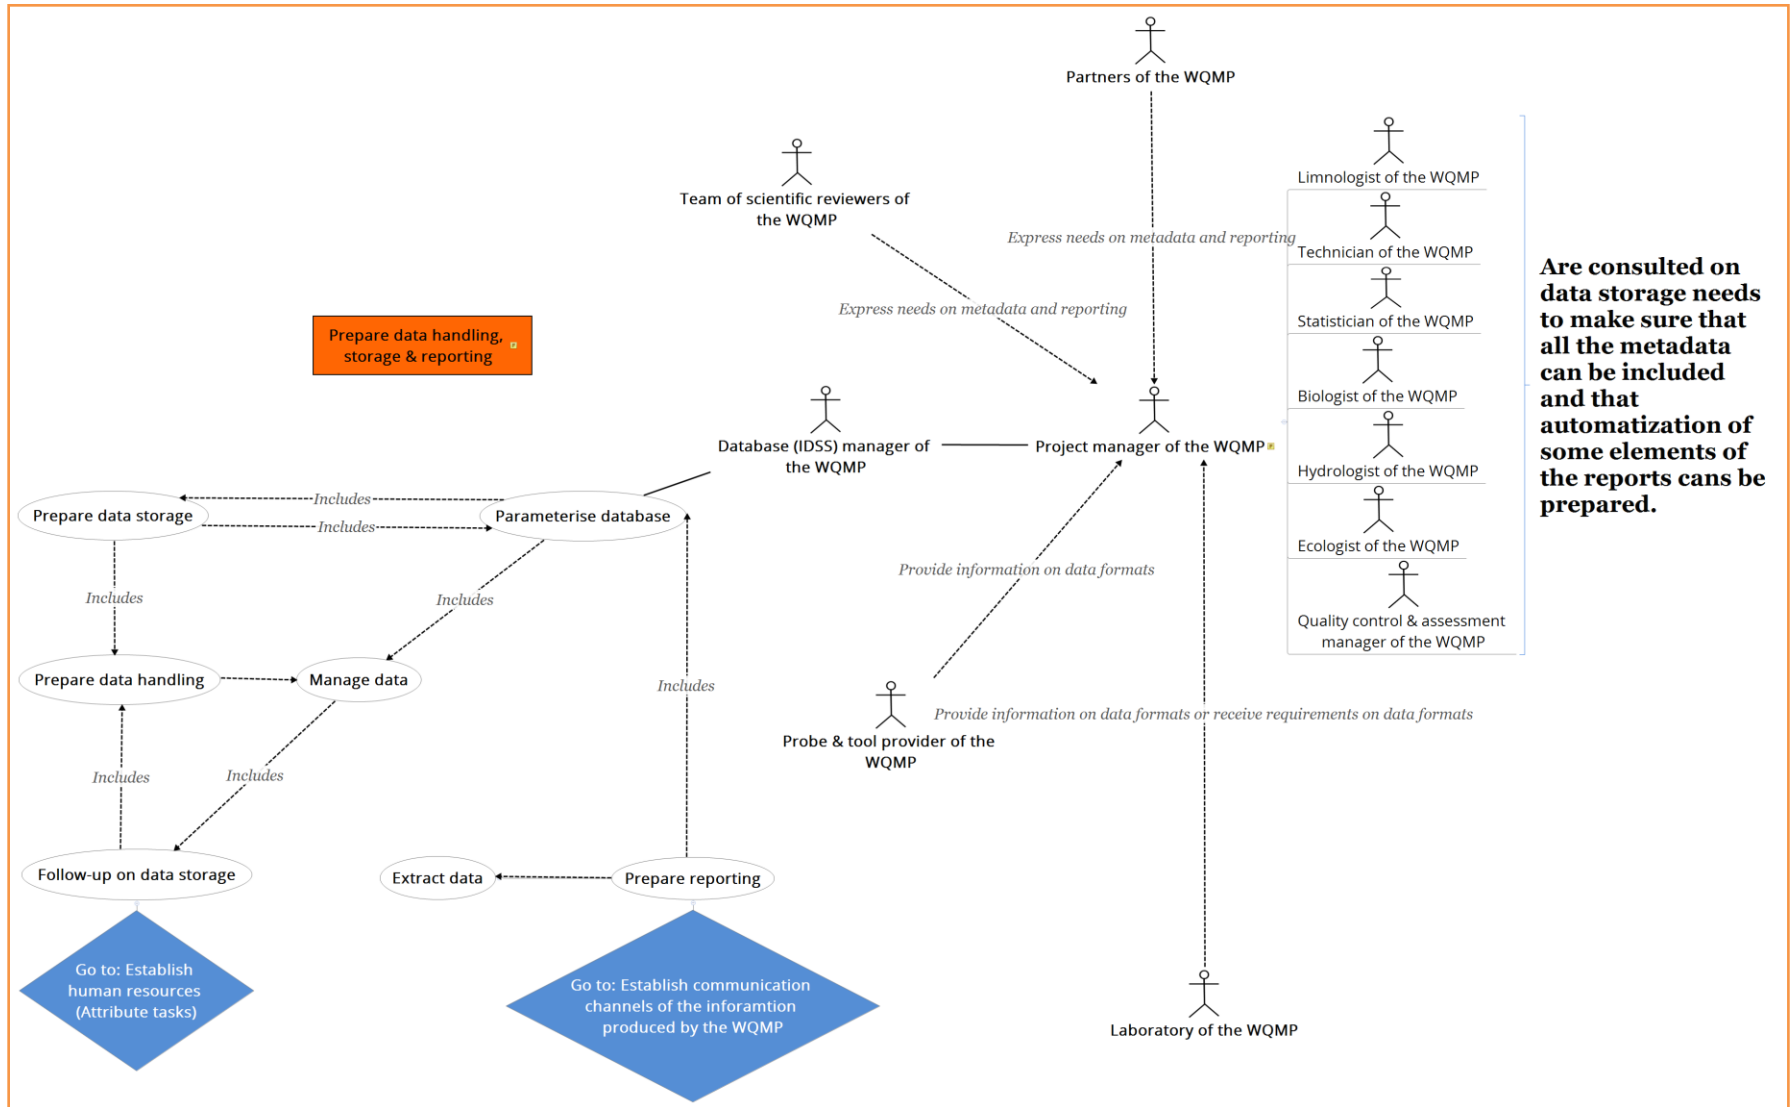 Partners of the WQMP
Team of scientific reviewers of
the WQMP
Limnologist of the WQMP
Express needs on metadata and reporting
Technician of the WQMP
Express needs on metadata and reporting
Statistician of the WQMP
Biologist of the WQMP
Hydrologist of the WQMP
Ecologist of the WQMP
Quality control & assessment
manager of the WQMP
Are consulted on
data storage needs
to make sure that
all the metadata
can be included
and that
automatization of
some elements of
the reports cans be
prepared.
Prepare data handling,
storage & reporting
Database (IDSS) manager of
the WQMP
Project manager of the WQMP
Includes
Prepare data storage
Includes
Parameterise database
Includes
Includes
Provide information on data formats
Prepare data handling
Manage data
Includes
Provide information on data formats or receive requirements on data formats
Probe & tool provider of the
WQMP
Includes
Includes
Follow-up on data storage
Extract data
Prepare reporting
Go to: Establish
human resources
(Attribute tasks)
Go to: Establish communication
channels of the inforamtion
produced by the WQMP
Laboratory of the WQMP